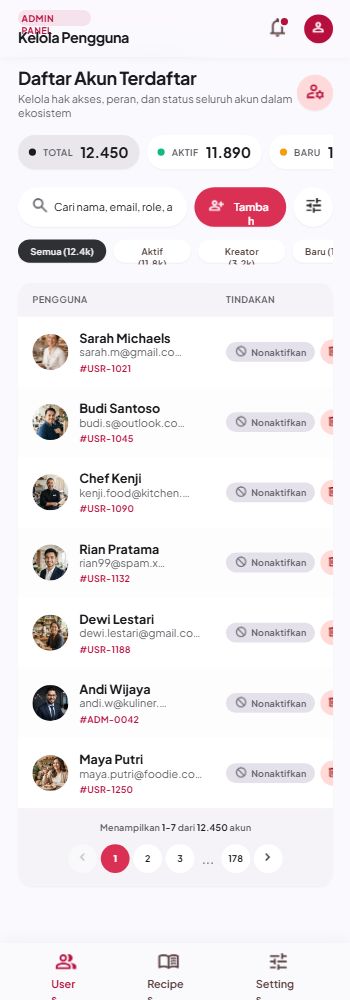 ADMIN
PANEL
Kelola Pengguna
Daftar Akun Terdaftar
Kelola hak akses, peran, dan status seluruh akun dalam
ekosistem
TOTAL 12.450
AKTIF 11.890
BARU 1
Cari nama, email, role, a
Tamba
h
Semua (12.4k)
Aktif
(11.8k)
Kreator
(3.2k)
Baru (1
PENGGUNA TINDAKAN
Sarah Michaels
sarah.m@gmail.co...
#USR-1021
Nonaktifkan
Budi Santoso
budi.s@outlook.co...
#USR-1045
Nonaktifkan
Chef Kenji
kenji.food@kitchen....
#USR-1090
Nonaktifkan
Rian Pratama
rian99@spam.x...
#USR-1132
Nonaktifkan
Dewi Lestari
dewi.lestari@gmail.co...
#USR-1188
Nonaktifkan
Andi Wijaya
andi.w@kuliner....
#ADM-0042
Nonaktifkan
Maya Putri
maya.putri@foodie.co...
#USR-1250
Nonaktifkan
Menampilkan 1-7 dari 12.450 akun
1 2 3 ... 178
User
s
Recipe
s
Setting
s